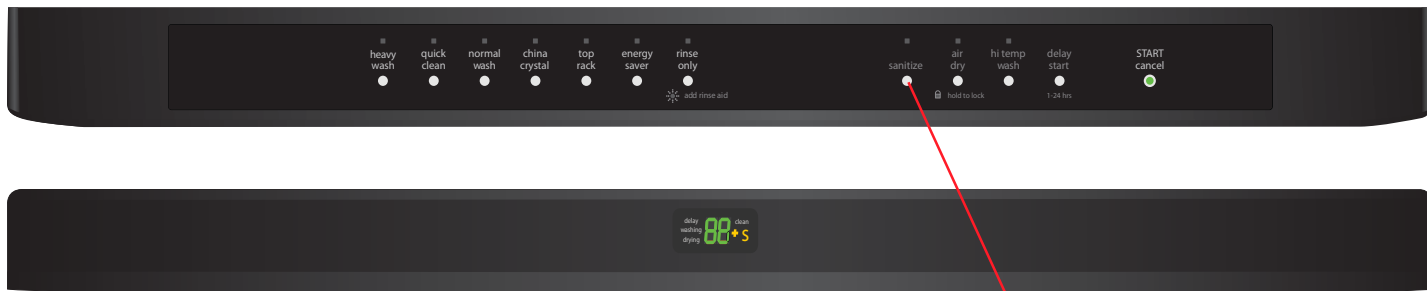 heavy
wash
quick
clean
normal
wash
china
crystal
top
rack
energy
saver
rinse
only
add rinse aid
sanitize
air
dry
hold to lock
hi temp
wash
delay
start
1-24 hrs
START
cancel
delay
washing
drying
88
+ S
clean